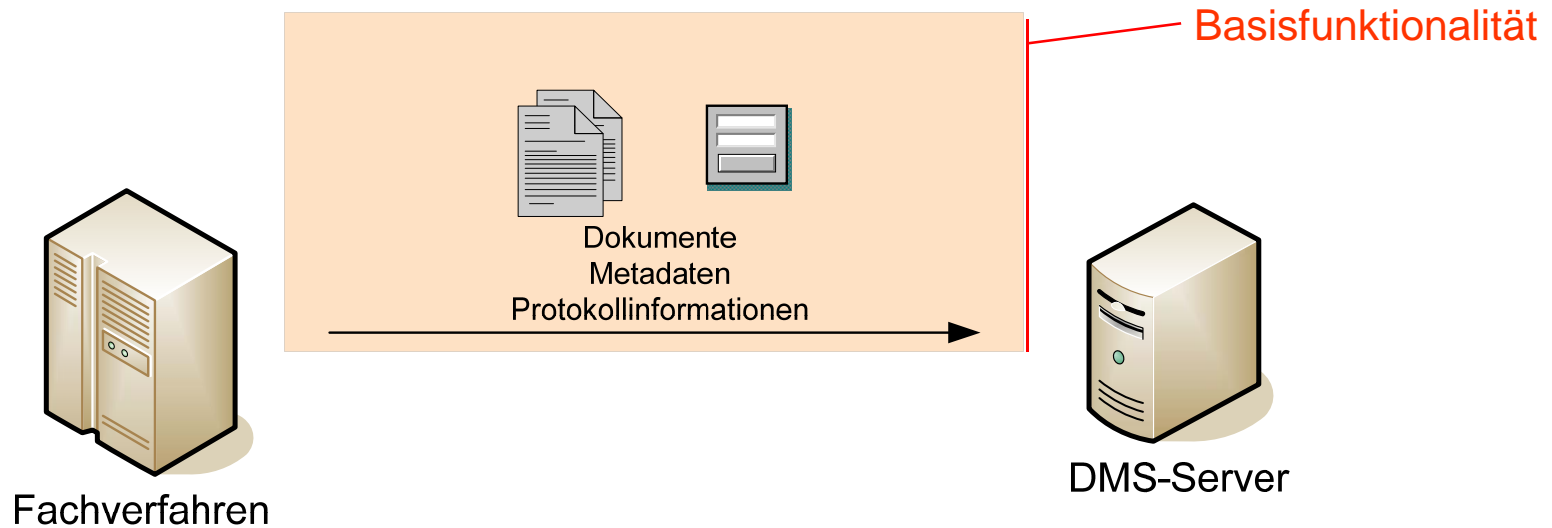 Basisfunktionalität
Dokumente
Metadaten
Protokollinformationen
DMS-Server
Fachverfahren